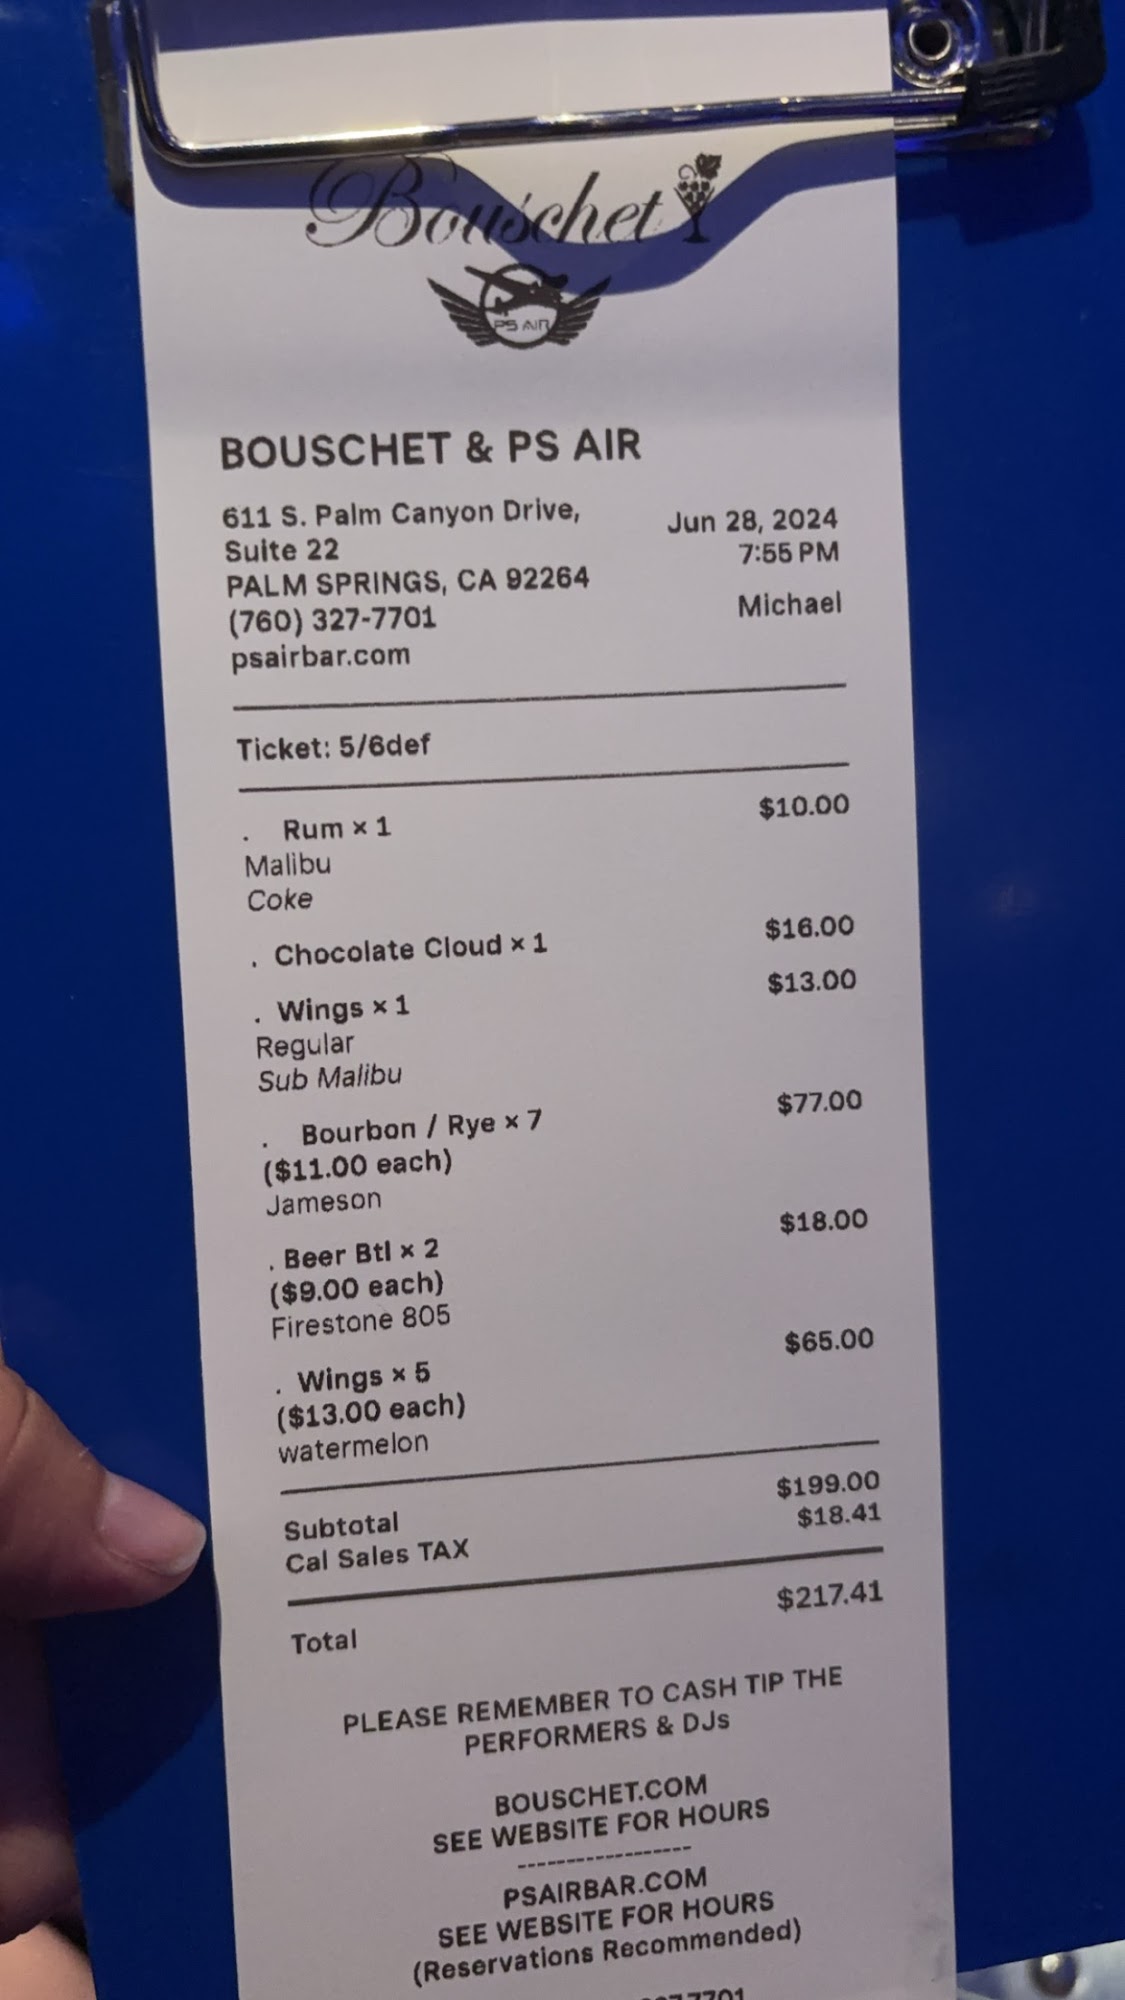 Bouschet
PS AIR
BOUSCHET & PS AIR
611 S. Palm Canyon Drive,
Suite 22
PALM SPRINGS, CA 92264
(760) 327-7701
psairbar.com
Jun 28, 2024
7:55 PM
Michael
Ticket: 5/6def
. Rum × 1 $10.00
Malibu
Coke
. Chocolate Cloud × 1 $16.00
. Wings × 1 $13.00
Regular
Sub Malibu
. Bourbon / Rye × 7 $77.00
($11.00 each)
Jameson
. Beer Btl × 2 $18.00
($9.00 each)
Firestone 805
. Wings × 5 $65.00
($13.00 each)
watermelon
Subtotal $199.00
Cal Sales TAX $18.41
Total $217.41
PLEASE REMEMBER TO CASH TIP THE
PERFORMERS & DJs
BOUSCHET.COM
SEE WEBSITE FOR HOURS
------------------
PSAIRBAR.COM
SEE WEBSITE FOR HOURS
(Reservations Recommended)